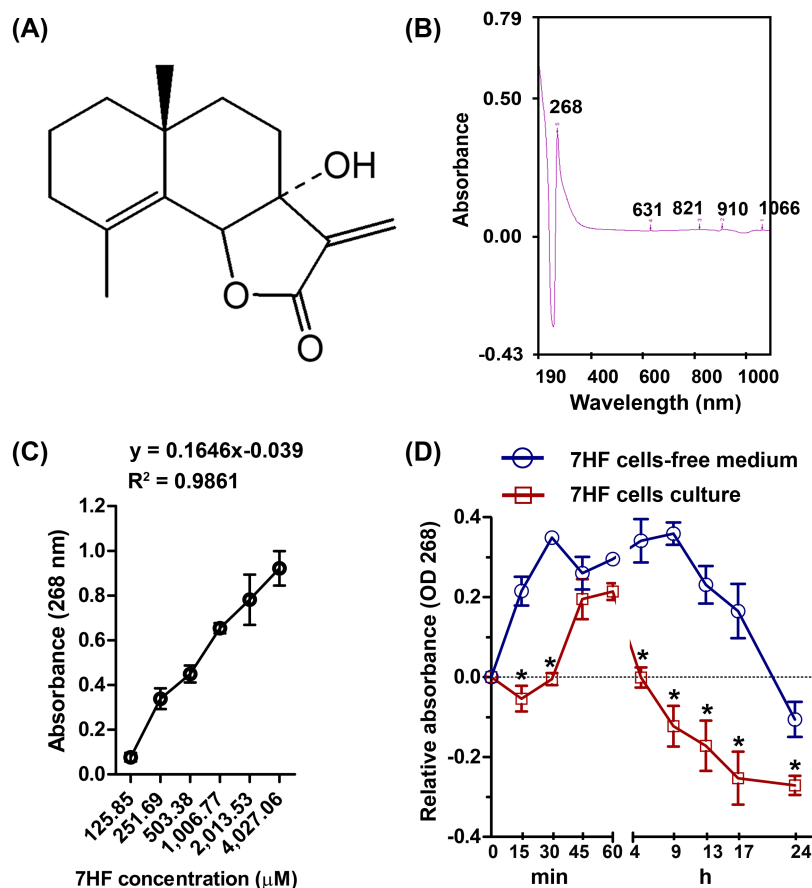 (A)
OH
O
O
(B)
0.79
0.50
0.00
-0.43
Absorbance
268
631
821
910
1066
190
400
600
800
1000
Wavelength (nm)
(C)
y = 0.1646x-0.039
R² = 0.9861
1.2
1.0
0.8
0.6
0.4
0.2
0.0
Absorbance (268 nm)
125.85
251.69
503.38
1,006.77
2,013.53
4,027.06
7HF concentration (μM)
(D)
7HF cells-free medium
7HF cells culture
0.4
0.2
0.0
-0.2
-0.4
Relative absorbance (OD 268)
*
*
*
*
*
*
*
0
15
30
45
60
4
9
13
17
24
min
h